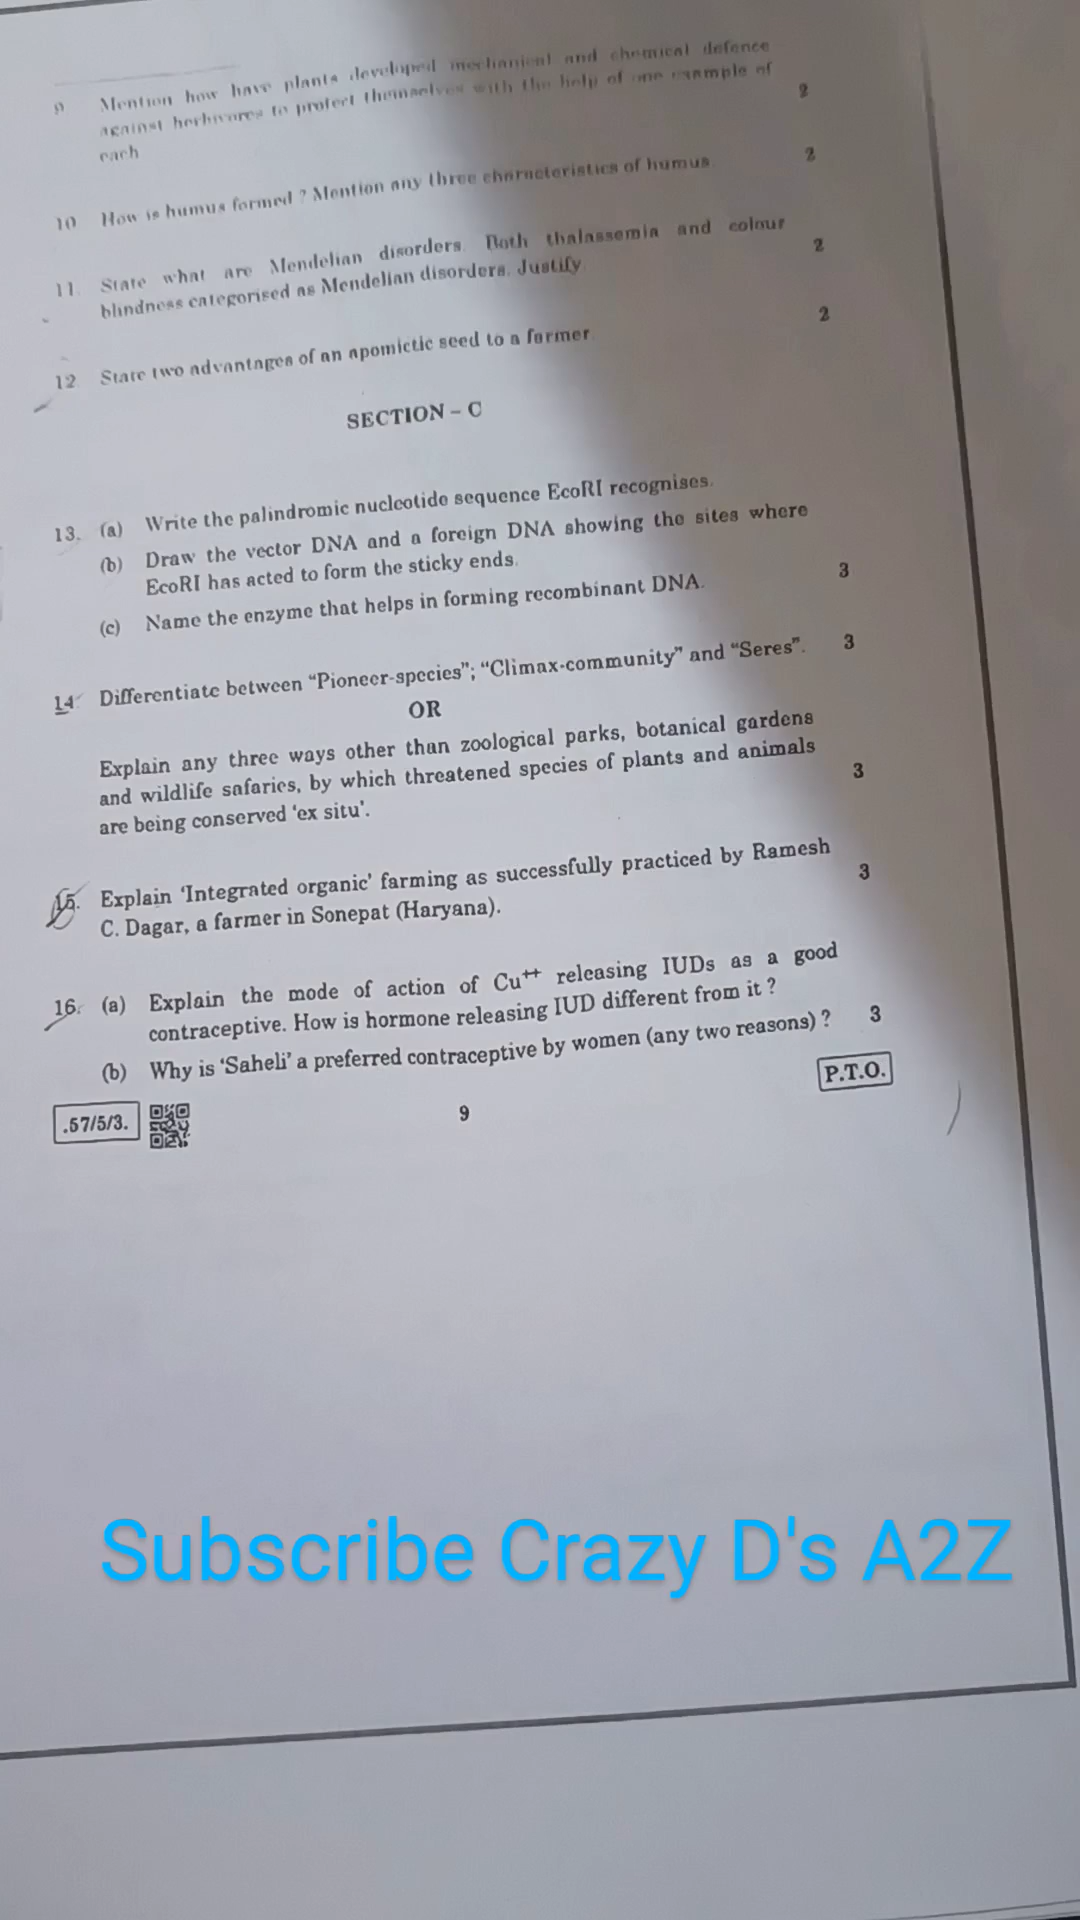 9 Mention how have plants developed mechanical and chemical defence
against herbivores to protect themselves with the help of one example of
each 2
10 How is humus formed ? Mention any three characteristics of humus. 2
11. State what are Mendelian disorders. Both thalassemia and colour
blindness categorised as Mendelian disorders. Justify. 2
12 State two advantages of an apomictic seed to a farmer. 2
SECTION – C
13. (a) Write the palindromic nucleotide sequence EcoRI recognises.
(b) Draw the vector DNA and a foreign DNA showing the sites where
EcoRI has acted to form the sticky ends.
(c) Name the enzyme that helps in forming recombinant DNA. 3
14. Differentiate between “Pioneer-species”; “Climax-community” and “Seres”. 3
OR
Explain any three ways other than zoological parks, botanical gardens
and wildlife safaries, by which threatened species of plants and animals
are being conserved ‘ex situ’. 3
15. Explain ‘Integrated organic’ farming as successfully practiced by Ramesh
C. Dagar, a farmer in Sonepat (Haryana). 3
16. (a) Explain the mode of action of Cu++ releasing IUDs as a good
contraceptive. How is hormone releasing IUD different from it ?
(b) Why is ‘Saheli’ a preferred contraceptive by women (any two reasons) ? 3
.57/5/3. 9 P.T.O.
Subscribe Crazy D's A2Z